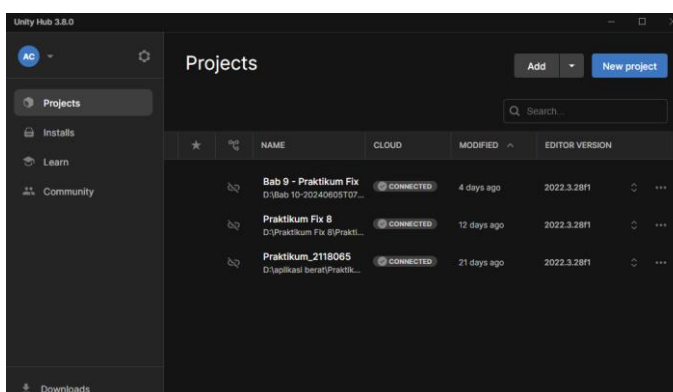 Unity Hub 3.8.0
AC
Projects
Installs
Learn
Community
Downloads
Projects
Add
New project
Search...
NAME CLOUD MODIFIED EDITOR VERSION
Bab 9 - Praktikum Fix CONNECTED 4 days ago 2022.3.28f1
D:\Bab 10-20240605T07...
Praktikum Fix 8 CONNECTED 12 days ago 2022.3.28f1
D:\Praktikum Fix 8\Prakti...
Praktikum_2118065 CONNECTED 21 days ago 2022.3.28f1
D:\aplikasi berat\Praktik...